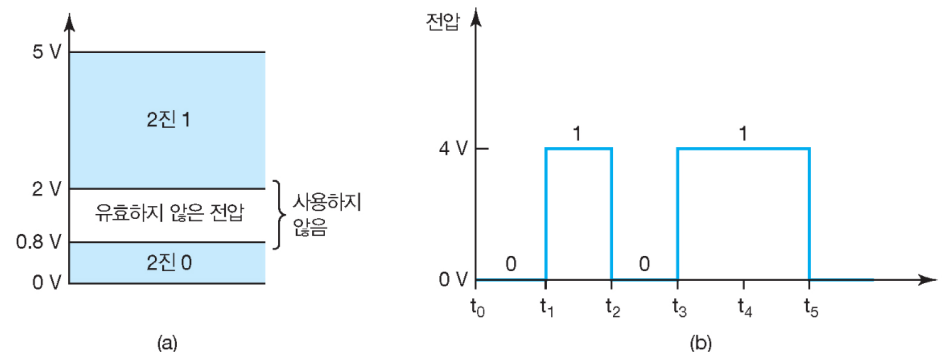 5 V
2진 1
2 V
유효하지 않은 전압
사용하지
않음
0.8 V
2진 0
0 V
(a)
전압
4 V
1
1
0
0
0 V
t0
t1
t2
t3
t4
t5
(b)